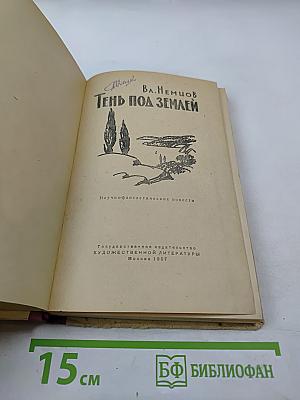 Вл. Немцов
Тень под землей
Научно-фантастические повести
Государственное издательство
ХУДОЖЕСТВЕННОЙ ЛИТЕРАТУРЫ
Москва 1957
15 см
БФ БИБЛИОФАН